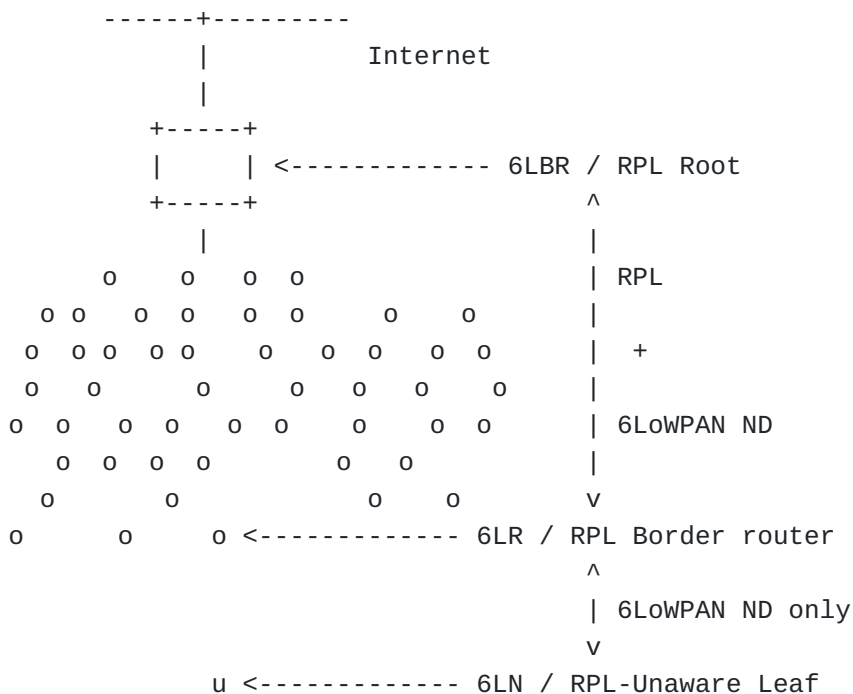 ------+---------
|          Internet
|
+-----+
|     | <------------- 6LBR / RPL Root
+-----+                     ^
|                        |
o    o   o  o                  | RPL
o o   o  o   o  o     o    o       |
o  o o  o o    o   o  o   o  o      |  +
o   o      o     o   o   o    o     |
o  o   o  o   o  o    o    o  o      | 6LoWPAN ND
o  o  o  o        o   o           |
o       o            o    o        v
o      o     o <------------- 6LR / RPL Border router
^
| 6LoWPAN ND only
v
u <------------- 6LN / RPL-Unaware Leaf